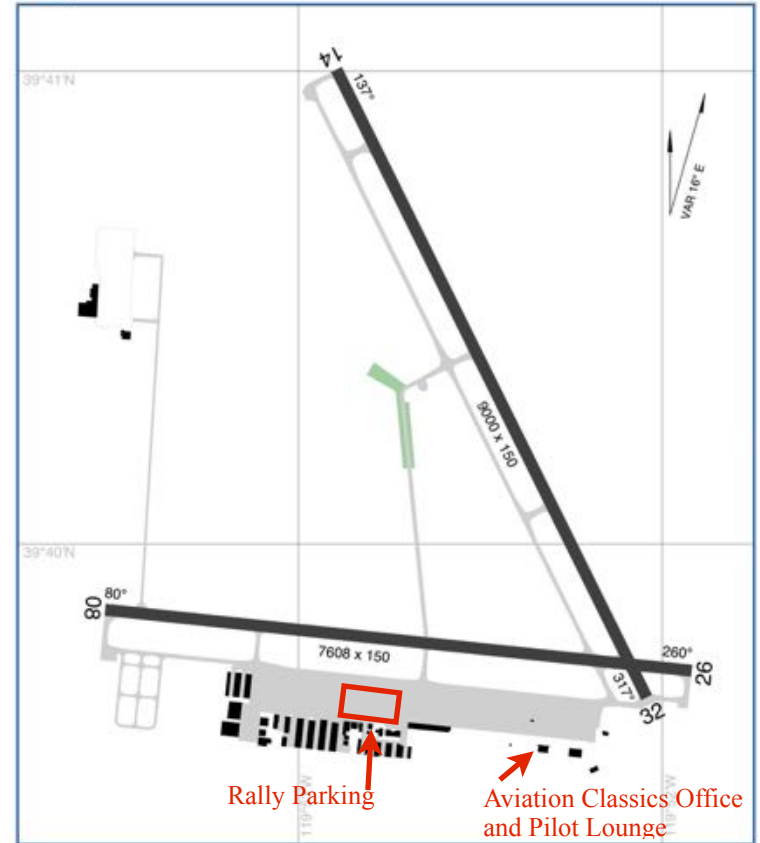 14
137°
39°41'N
VAR 16° E
9000 x 150
39°40'N
80°
08
7608 x 150
260°
26
317°
32
Rally Parking
Aviation Classics Office
and Pilot Lounge